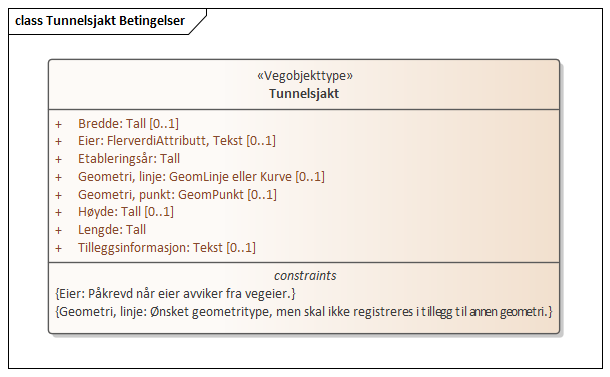 class Tunnelsjakt Betingelser
«Vegobjekttype»
Tunnelsjakt
+ Bredde: Tall [0..1]
+ Eier: FlerverdiAttributt, Tekst [0..1]
+ Etableringsår: Tall
+ Geometri, linje: GeomLinje eller Kurve [0..1]
+ Geometri, punkt: GeomPunkt [0..1]
+ Høyde: Tall [0..1]
+ Lengde: Tall
+ Tilleggsinformasjon: Tekst [0..1]
constraints
{Eier: Påkrevd når eier avviker fra vegeier.}
{Geometri, linje: Ønsket geometritype, men skal ikke registreres i tillegg til annen geometri.}